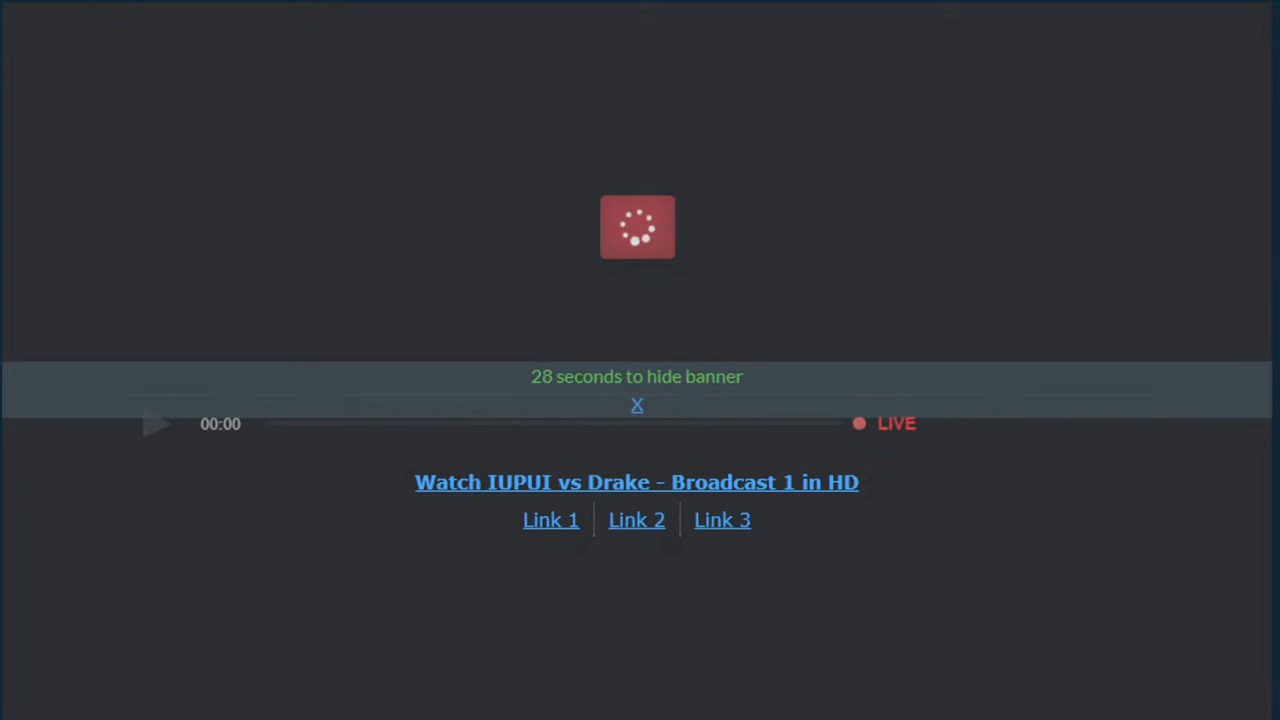 28 seconds to hide banner
X
00:00 LIVE
Watch IUPUI vs Drake - Broadcast 1 in HD
Link 1 Link 2 Link 3